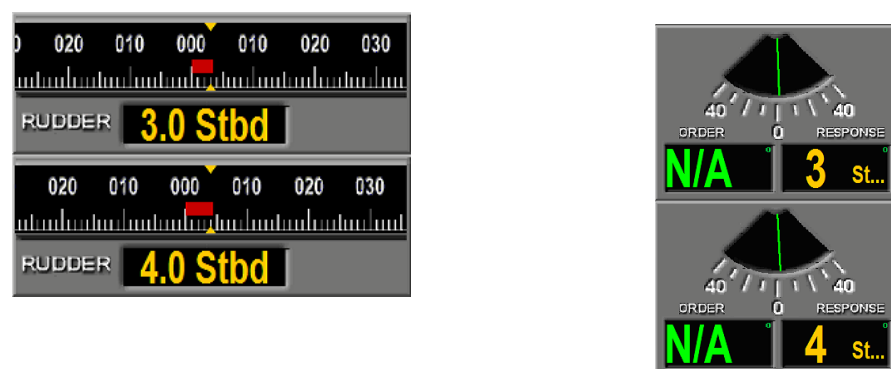 0 020 010 000 010 020 030
RUDDER 3.0 Stbd
020 010 000 010 020 030
RUDDER 4.0 Stbd
40 40
ORDER 0 RESPONSE
N/A ° 3 St... °
40 40
ORDER 0 RESPONSE
N/A ° 4 St... °